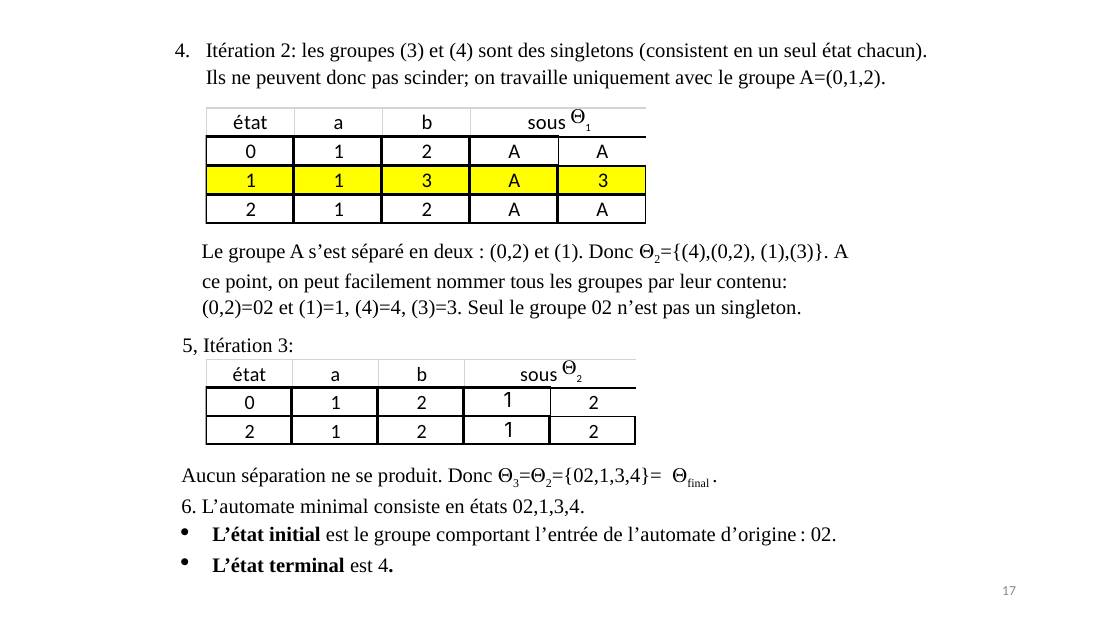 4. Itération 2: les groupes (3) et (4) sont des singletons (consistent en un seul état chacun).
Ils ne peuvent donc pas scinder; on travaille uniquement avec le groupe A=(0,1,2).
état a b sous Θ1
0 1 2 A A
1 1 3 A 3
2 1 2 A A
Le groupe A s’est séparé en deux : (0,2) et (1). Donc Θ2={(4),(0,2), (1),(3)}. A
ce point, on peut facilement nommer tous les groupes par leur contenu:
(0,2)=02 et (1)=1, (4)=4, (3)=3. Seul le groupe 02 n’est pas un singleton.
5, Itération 3:
état a b sous Θ2
0 1 2 1 2
2 1 2 1 2
Aucun séparation ne se produit. Donc Θ3=Θ2={02,1,3,4}= Θfinal .
6. L’automate minimal consiste en états 02,1,3,4.
• L’état initial est le groupe comportant l’entrée de l’automate d’origine : 02.
• L’état terminal est 4.
17